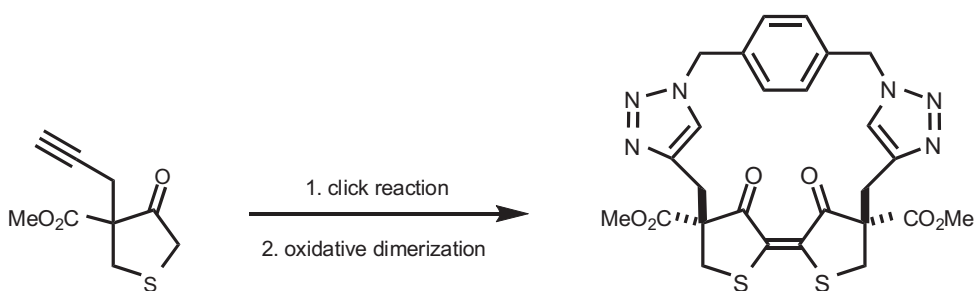 O
MeO₂C
S
1. click reaction
2. oxidative dimerization
N N
N N
N N
O O
MeO₂C CO₂Me
S S